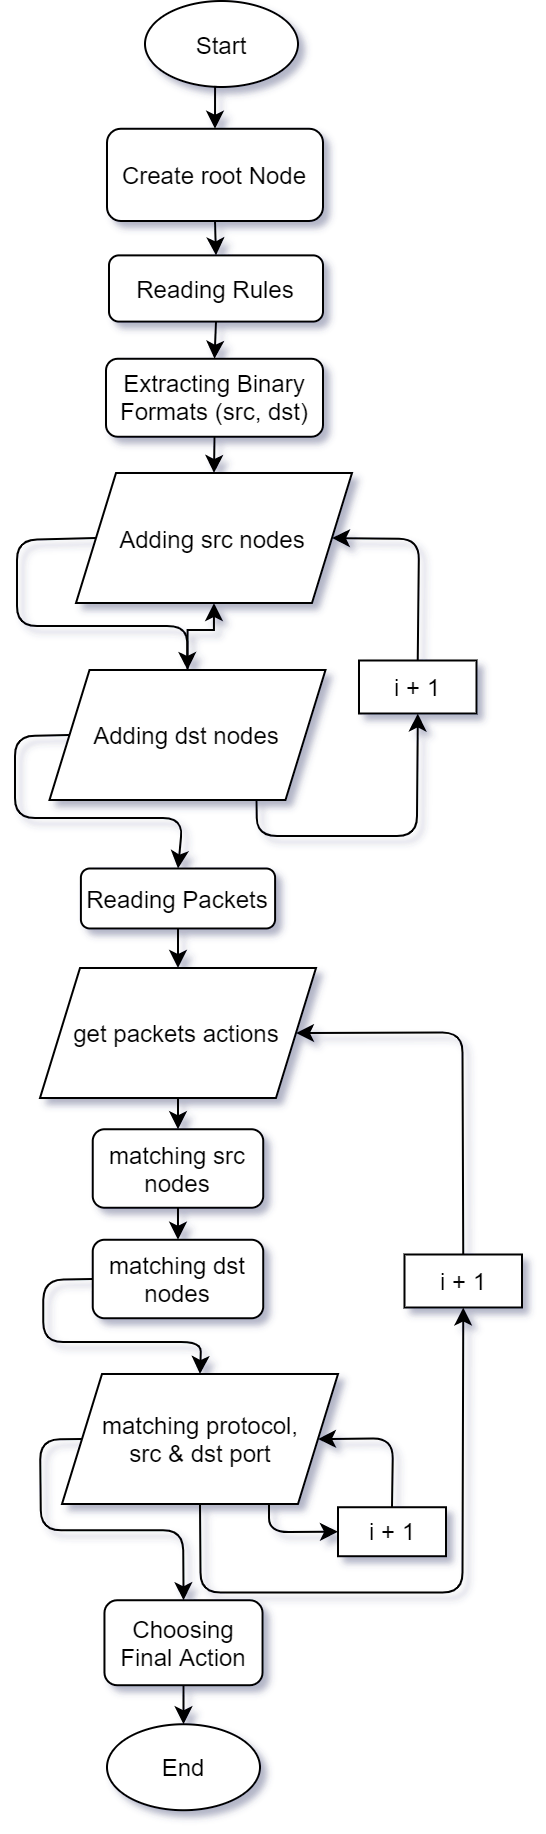 Start
Create root Node
Reading Rules
Extracting Binary
Formats (src, dst)
Adding src nodes
i + 1
Adding dst nodes
Reading Packets
get packets actions
matching src
nodes
matching dst
nodes
i + 1
matching protocol,
src & dst port
i + 1
Choosing
Final Action
End